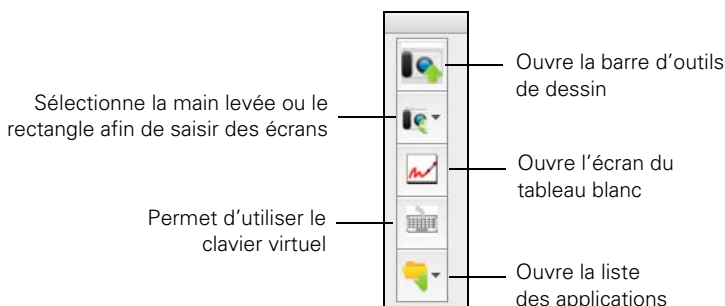 Ouvre la barre d'outils
de dessin
Sélectionne la main levée ou le
rectangle afin de saisir des écrans
Ouvre l'écran du
tableau blanc
Permet d'utiliser le
clavier virtuel
Ouvre la liste
des applications